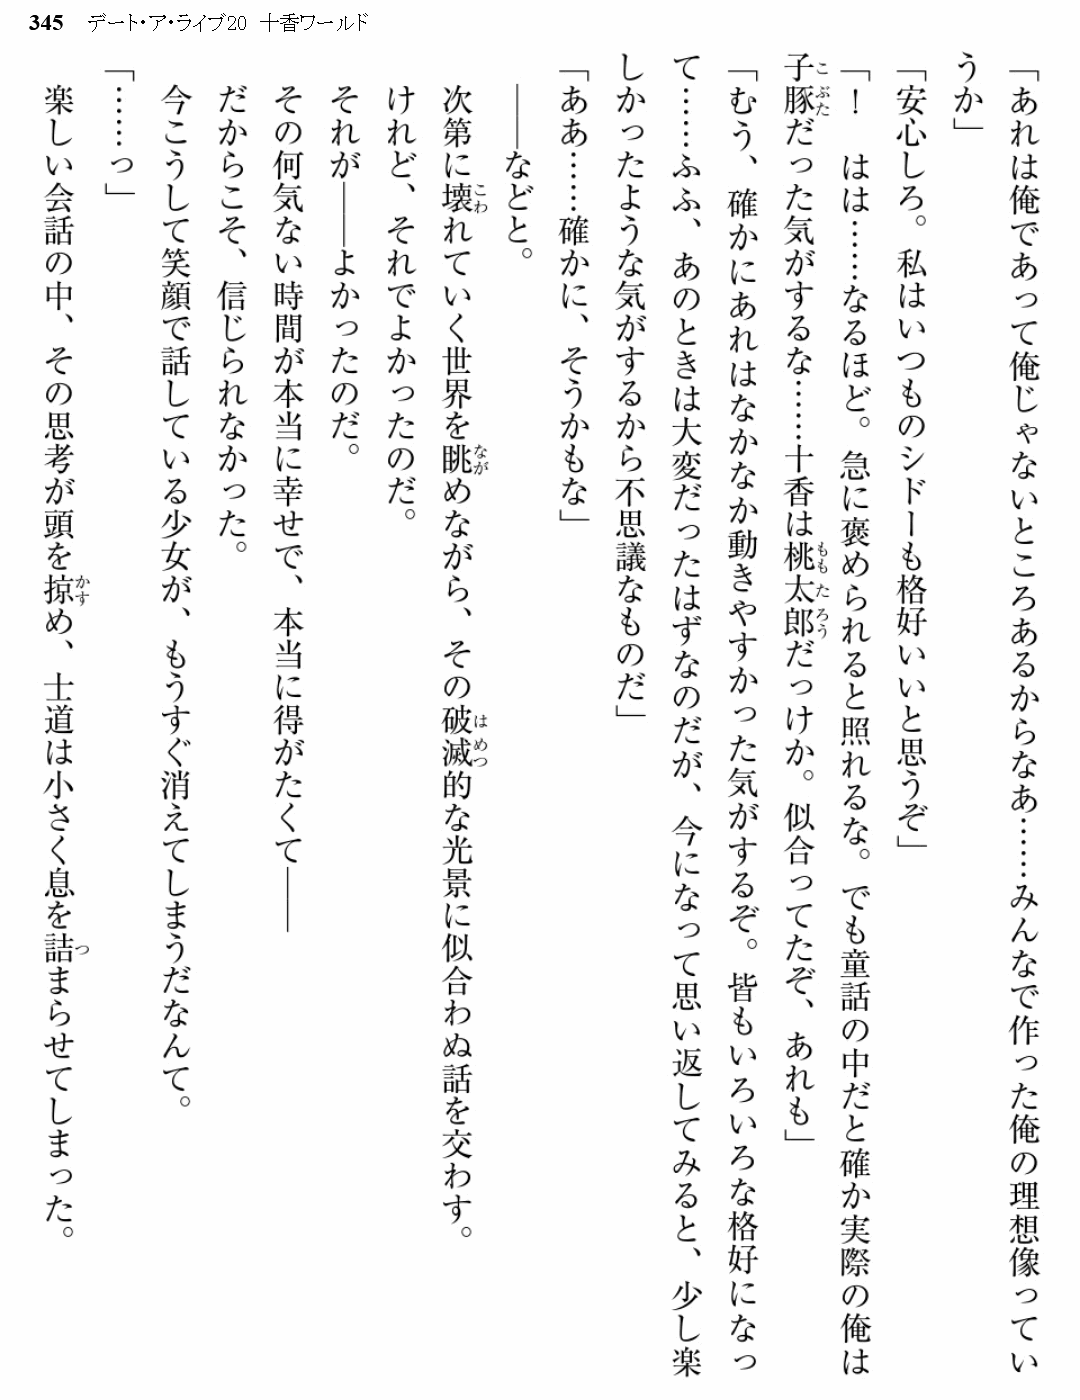 345 デート・ア・ライブ20 十香ワールド
「あれは俺であって俺じゃないところあるからなあ……みんなで作った俺の理想像ってい
うか」
「安心しろ。私はいつものシドーも格好いいと思うぞ」
「！　はは……なるほど。急に褒められると照れるな。でも童話の中だと確か実際の俺は
子豚だった気がするな……十香は桃太郎だっけか。似合ってたぞ、あれも」
「むう、確かにあれはなかなか動きやすかった気がするぞ。皆もいろいろな格好になっ
て……ふふ、あのときは大変だったはずなのだが、今になって思い返してみると、少し楽
しかったような気がするから不思議なものだ」
「ああ……確かに、そうかもな」
――などと。
次第に壊れていく世界を眺めながら、その破滅的な光景に似合わぬ話を交わす。
けれど、それでよかったのだ。
それが――よかったのだ。
その何気ない時間が本当に幸せで、本当に得がたくて――
だからこそ、信じられなかった。
今こうして笑顔で話している少女が、もうすぐ消えてしまうだなんて。
「……っ」
楽しい会話の中、その思考が頭を掠め、士道は小さく息を詰まらせてしまった。